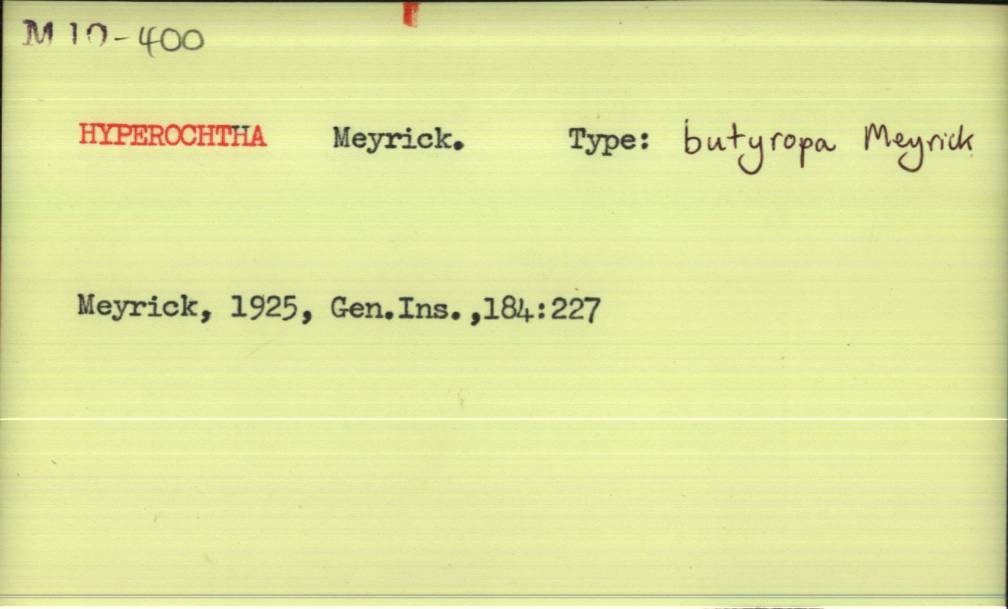 M 10-400
HYPEROCHTHA Meyrick. Type: butyropa Meyrick
Meyrick, 1925, Gen.Ins.,184:227